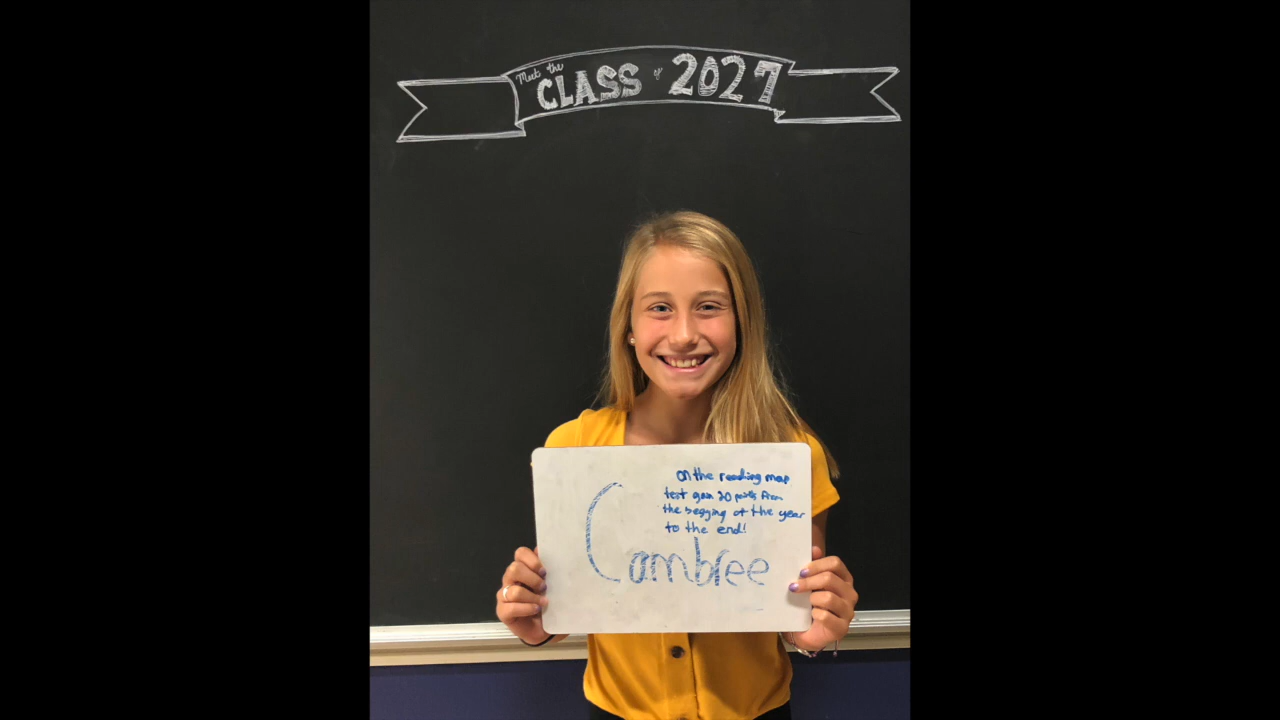 Meet the CLASS of 2027
on the reading map
test gain 20 points from
the begging of the year
to the end!
Cambree